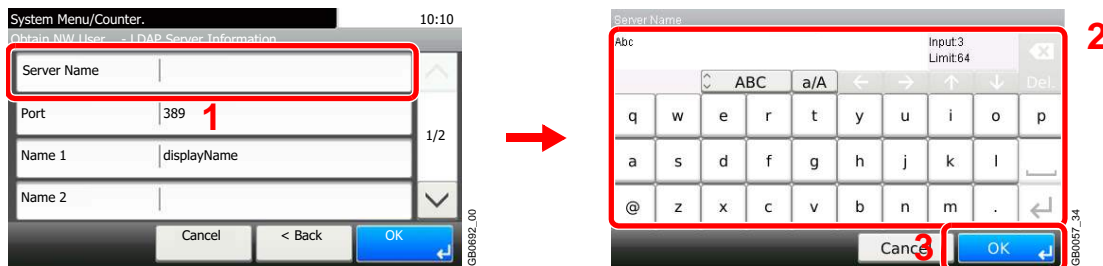 System Menu/Counter.
10:10
Obtain NW User - LDAP Server Information
Server Name
Port
389
1
1/2
Name 1
displayName
Name 2
Cancel
< Back
OK
GB0692_00
Server Name
2
Abc
Input:3
Limit:64
ABC
a/A
Del.
q w e r t y u i o p
a s d f g h j k l
@ z x c v b n m .
Cancel
3
OK
GB0057_34